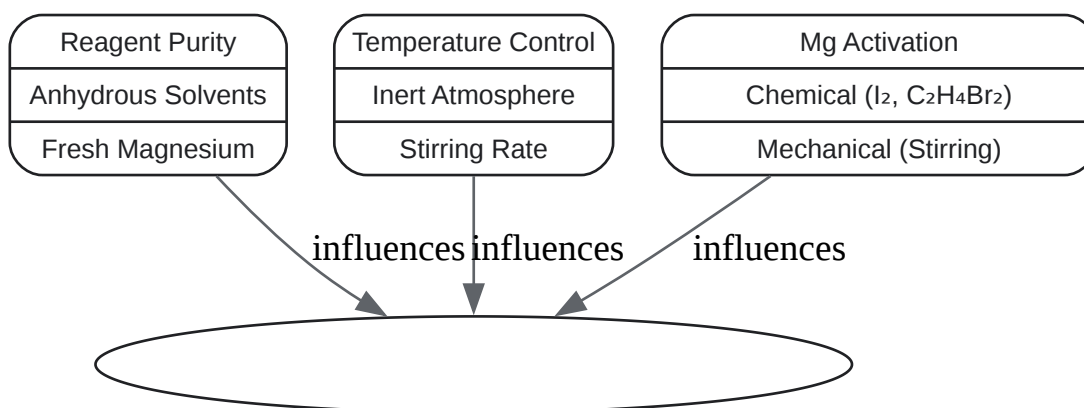 Reagent Purity
Anhydrous Solvents
Fresh Magnesium
Temperature Control
Inert Atmosphere
Stirring Rate
Mg Activation
Chemical (I₂, C₂H₄Br₂)
Mechanical (Stirring)
influences
influences
influences